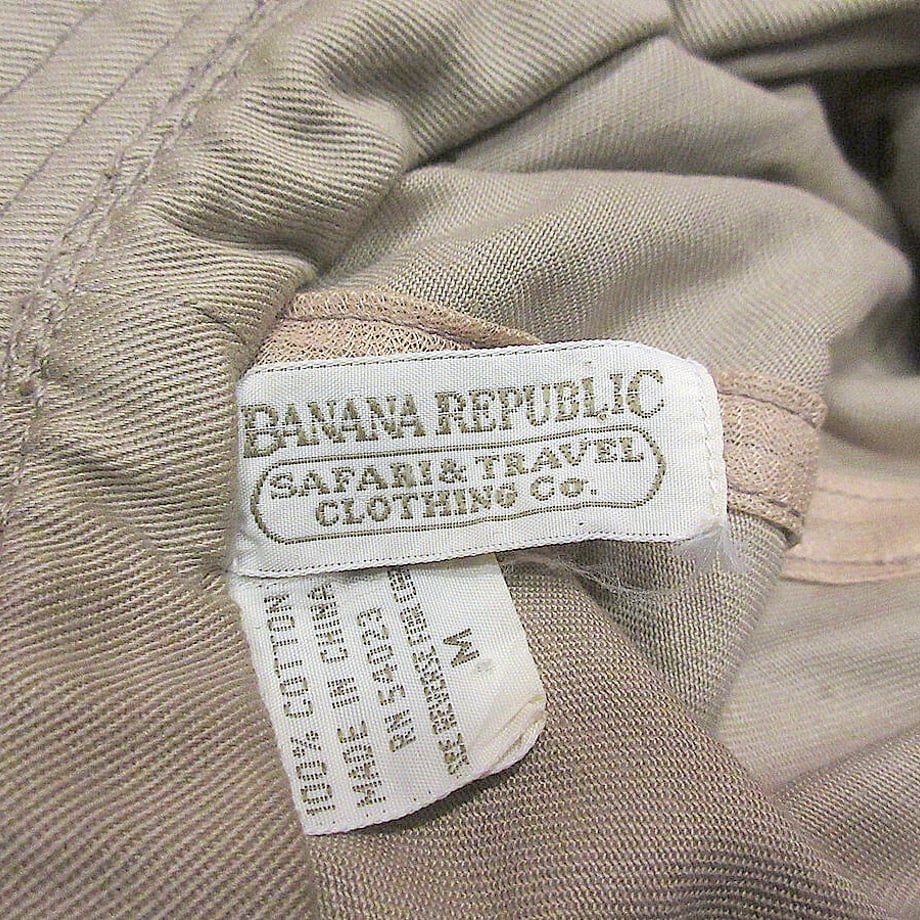 BANANA REPUBLIC
SAFARI & TRAVEL
CLOTHING Co.
100% COTTON
MADE IN CHINA
RN 54023
M